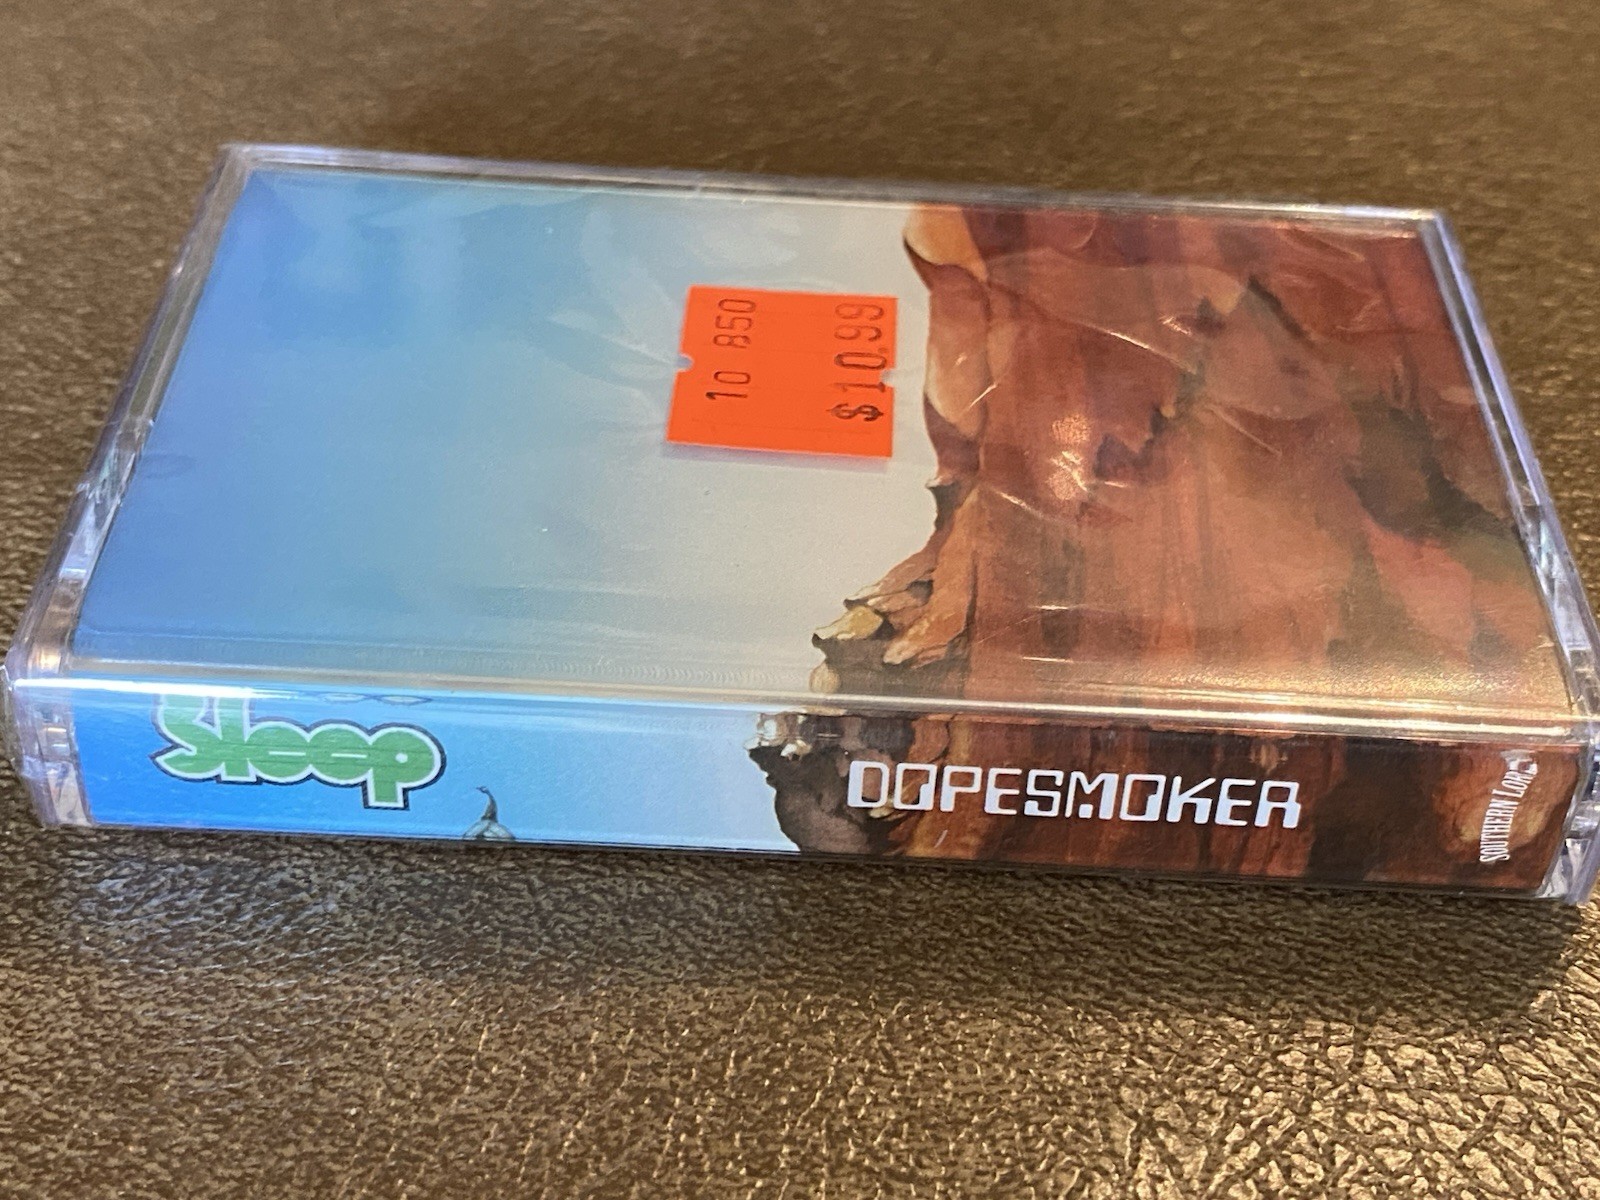 10 850
$10.99
sleep
DOPESMOKER
SOUTHERN LORD